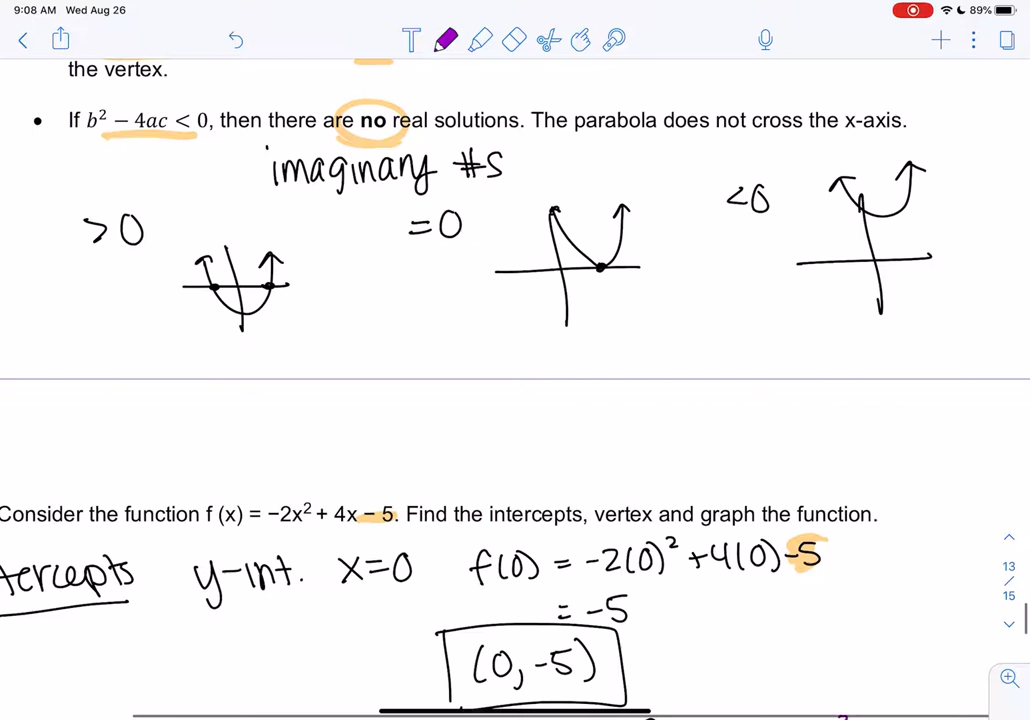 9:08 AM Wed Aug 26
89%
T
the vertex.
• If b² − 4ac < 0, then there are no real solutions. The parabola does not cross the x-axis.
imaginary #s
> 0
= 0
<0
Consider the function f (x) = −2x² + 4x − 5. Find the intercepts, vertex and graph the function.
tercepts y-int. x=0 f(0) = -2(0)² +4(0)-5
= -5
(0, -5)
13
/
15